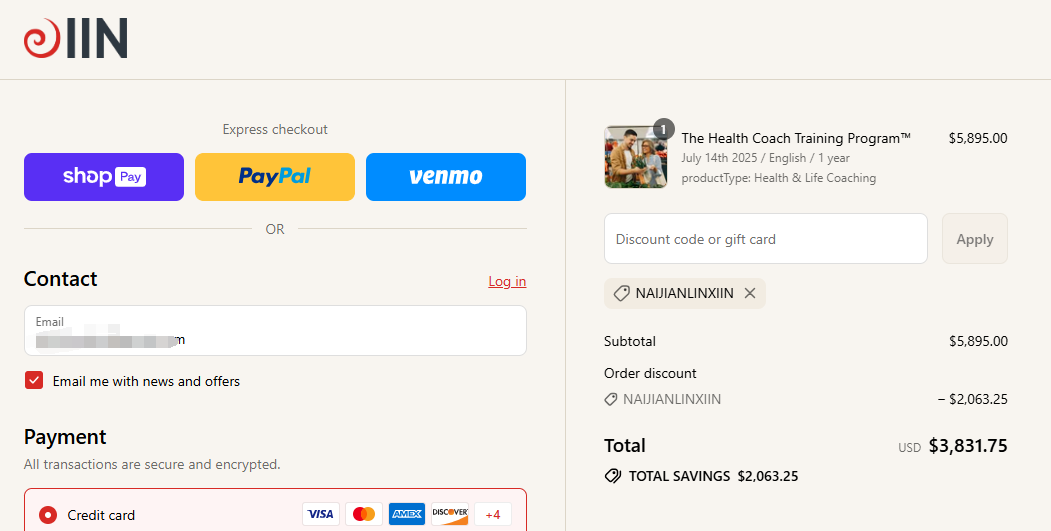 IIN
Express checkout
shop Pay
PayPal
venmo
OR
Contact
Log in
Email
m
Email me with news and offers
Payment
All transactions are secure and encrypted.
Credit card
VISA
AMEX
DISCOVER
+4
1
The Health Coach Training Program™
$5,895.00
July 14th 2025 / English / 1 year
productType: Health & Life Coaching
Discount code or gift card
Apply
NAIJIANLINXIIN
Subtotal
$5,895.00
Order discount
NAIJIANLINXIIN
− $2,063.25
Total
USD $3,831.75
TOTAL SAVINGS $2,063.25